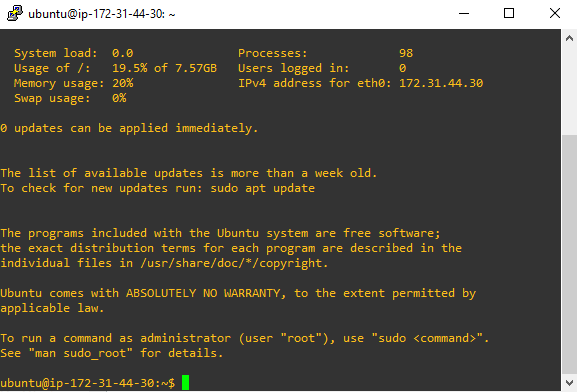 ubuntu@ip-172-31-44-30: ~
System load:  0.0                Processes:             98
Usage of /:   19.5% of 7.57GB   Users logged in:       0
Memory usage: 20%                IPv4 address for eth0: 172.31.44.30
Swap usage:   0%
0 updates can be applied immediately.
The list of available updates is more than a week old.
To check for new updates run: sudo apt update
The programs included with the Ubuntu system are free software;
the exact distribution terms for each program are described in the
individual files in /usr/share/doc/*/copyright.
Ubuntu comes with ABSOLUTELY NO WARRANTY, to the extent permitted by
applicable law.
To run a command as administrator (user "root"), use "sudo <command>".
See "man sudo_root" for details.
ubuntu@ip-172-31-44-30:~$